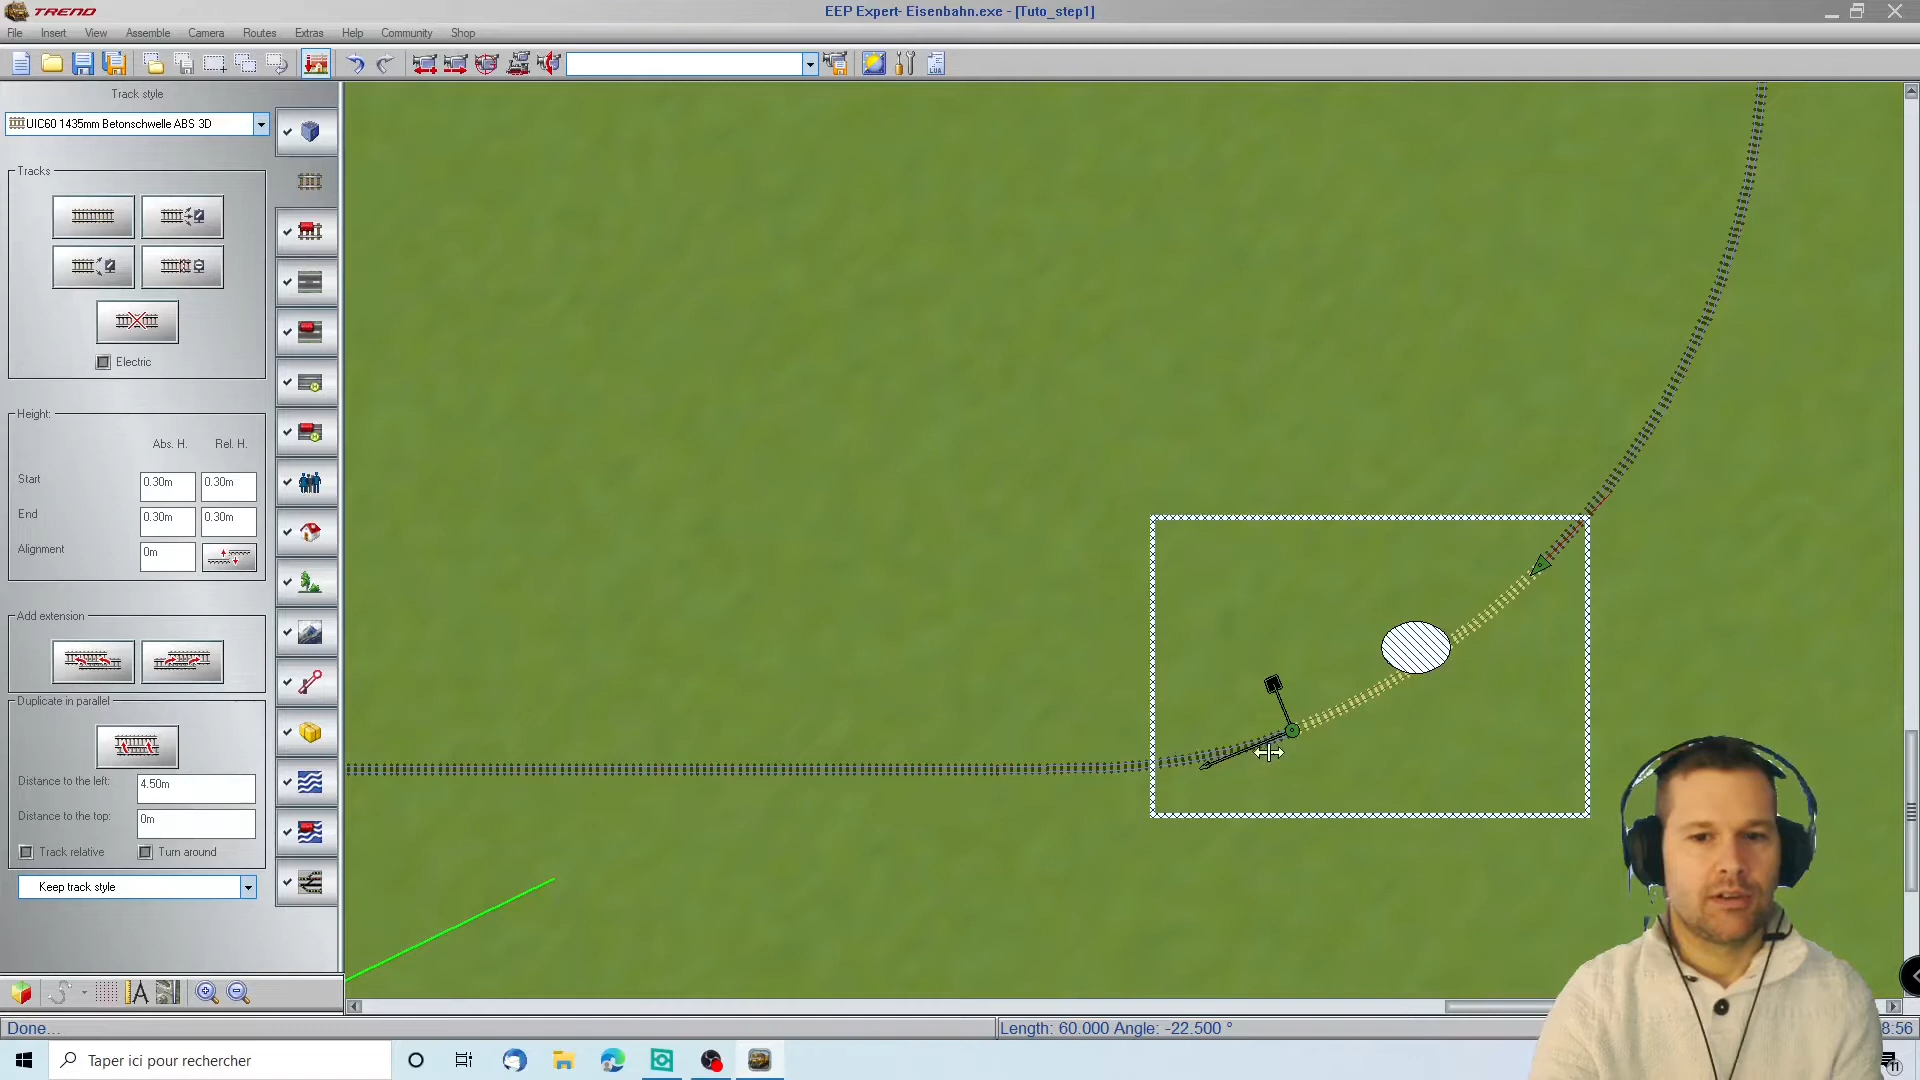 TREND
EEP Expert- Eisenbahn.exe - [Tuto_step1]
File Insert View Assemble Camera Routes Extras Help Community Shop
LUA
Track style
UIC60 1435mm Betonschwelle ABS 3D
Tracks
Electric
Height:
Abs. H. Rel. H.
Start 0.30m 0.30m
End 0.30m 0.30m
Alignment 0m
Add extension
Duplicate in parallel
Distance to the left: 4.50m
Distance to the top: 0m
Track relative Turn around
Keep track style
Done...
Length: 60.000 Angle: -22.500 °
8:56
Taper ici pour rechercher
11